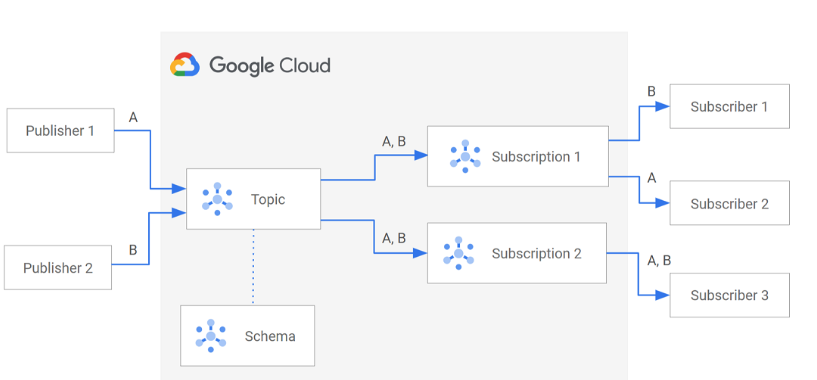 Google Cloud
Publisher 1
A
Publisher 2
B
Topic
Schema
A, B
Subscription 1
A, B
Subscription 2
B
Subscriber 1
A
Subscriber 2
A, B
Subscriber 3